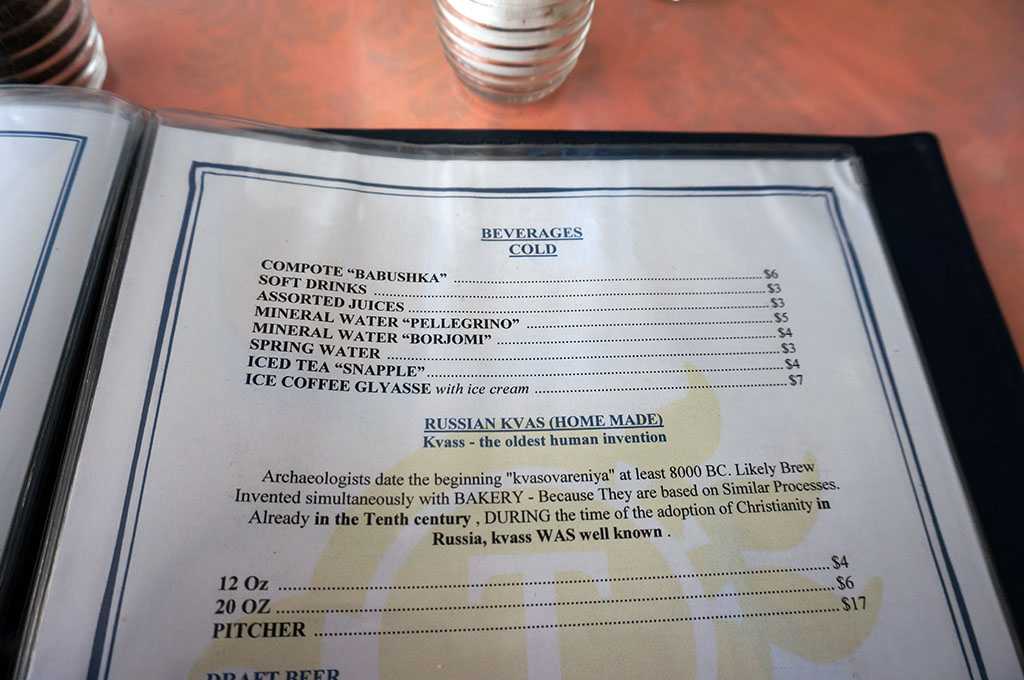 BEVERAGES
COLD
COMPOTE “BABUSHKA” ........ $6
SOFT DRINKS ........ $3
ASSORTED JUICES ........ $3
MINERAL WATER “PELLEGRINO” ........ $5
MINERAL WATER “BORJOMI” ........ $4
SPRING WATER ........ $3
ICED TEA “SNAPPLE” ........ $4
ICE COFFEE GLYASSE with ice cream ........ $7
RUSSIAN KVAS (HOME MADE)
Kvass - the oldest human invention
Archaeologists date the beginning "kvasovareniya" at least 8000 BC. Likely Brew
Invented simultaneously with BAKERY - Because They are based on Similar Processes.
Already in the Tenth century , DURING the time of the adoption of Christianity in
Russia, kvass WAS well known .
12 Oz ........ $4
20 OZ ........ $6
PITCHER ........ $17
DRAFT BEER